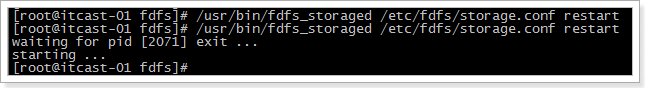 [root@itcast-01 fdfs]# /usr/bin/fdfs_storaged /etc/fdfs/storage.conf restart
[root@itcast-01 fdfs]# /usr/bin/fdfs_storaged /etc/fdfs/storage.conf restart
waiting for pid [2071] exit ...
starting ...
[root@itcast-01 fdfs]#